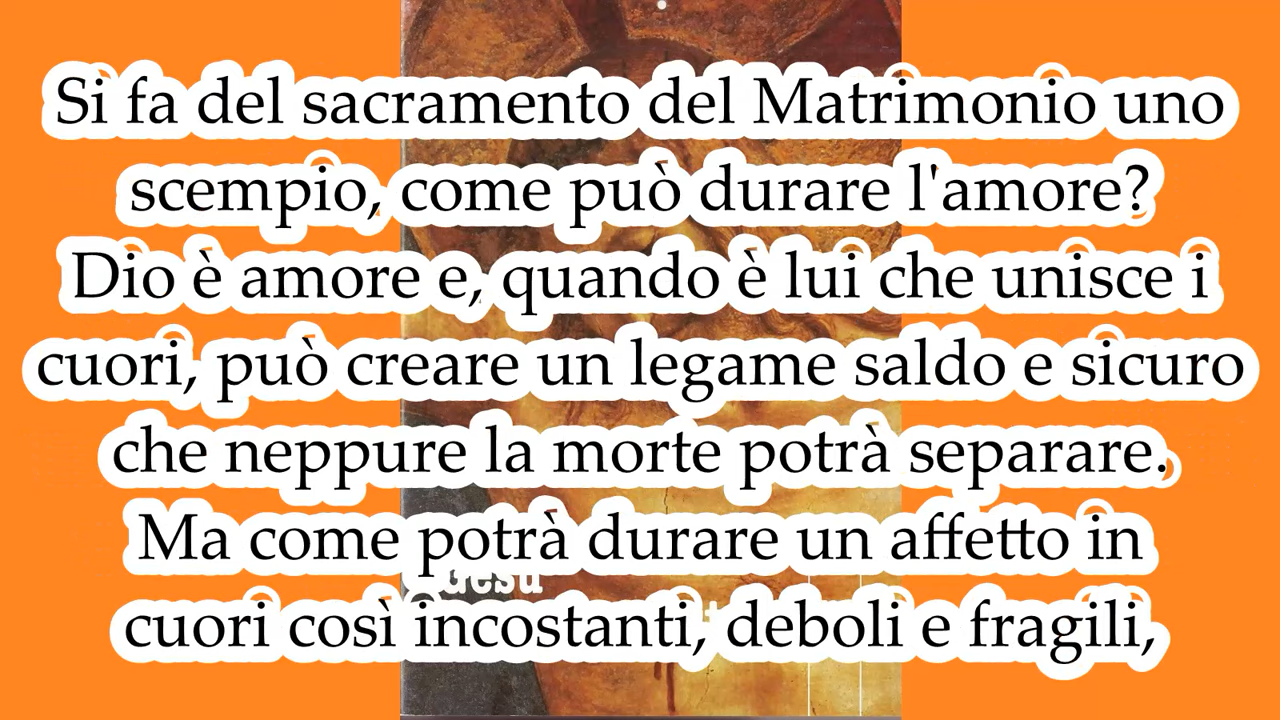 Si fa del sacramento del Matrimonio uno
scempio, come può durare l'amore?
Dio è amore e, quando è lui che unisce i
cuori, può creare un legame saldo e sicuro
che neppure la morte potrà separare.
Ma come potrà durare un affetto in
Gesù
cuori così incostanti, deboli e fragili,